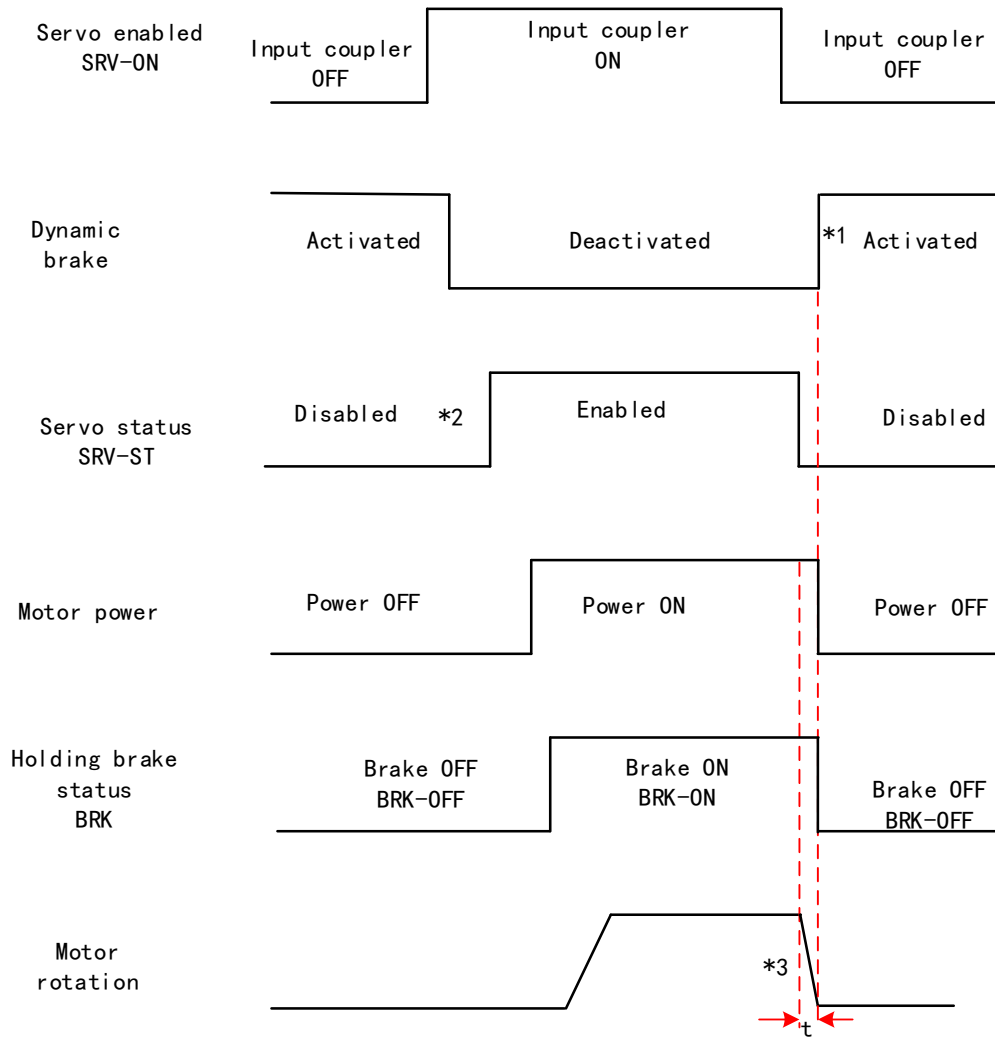 Servo enabled
SRV-ON
Input coupler
OFF
Input coupler
ON
Input coupler
OFF
Dynamic
brake
Activated
Deactivated
*1 Activated
Servo status
SRV-ST
Disabled
*2
Enabled
Disabled
Motor power
Power OFF
Power ON
Power OFF
Holding brake
status
BRK
Brake OFF
BRK-OFF
Brake ON
BRK-ON
Brake OFF
BRK-OFF
Motor
rotation
*3
t